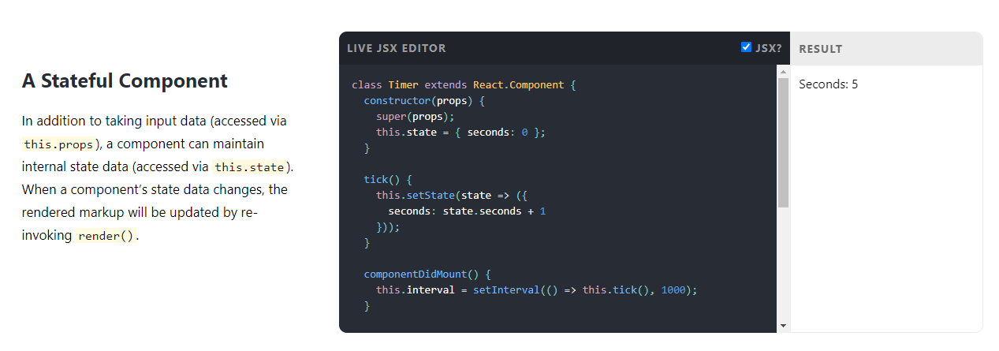 A Stateful Component
In addition to taking input data (accessed via
this.props), a component can maintain
internal state data (accessed via this.state).
When a component’s state data changes, the
rendered markup will be updated by re-
invoking render().
LIVE JSX EDITOR
JSX?
class Timer extends React.Component {
  constructor(props) {
    super(props);
    this.state = { seconds: 0 };
  }

  tick() {
    this.setState(state => ({
      seconds: state.seconds + 1
    }));
  }

  componentDidMount() {
    this.interval = setInterval(() => this.tick(), 1000);
  }
RESULT
Seconds: 5